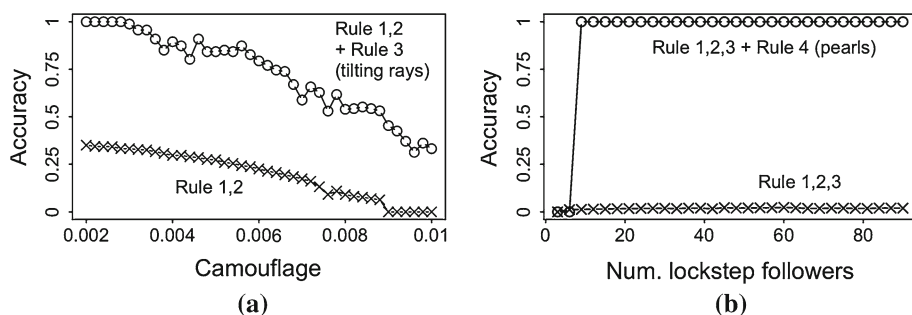 Accuracy
1
0.75
0.5
0.25
0
Rule 1,2
+ Rule 3
(tilting rays)
Rule 1,2
0.002 0.004 0.006 0.008 0.01
Camouflage
(a)
Accuracy
1
0.75
0.5
0.25
0
Rule 1,2,3 + Rule 4 (pearls)
Rule 1,2,3
0 20 40 60 80
Num. lockstep followers
(b)